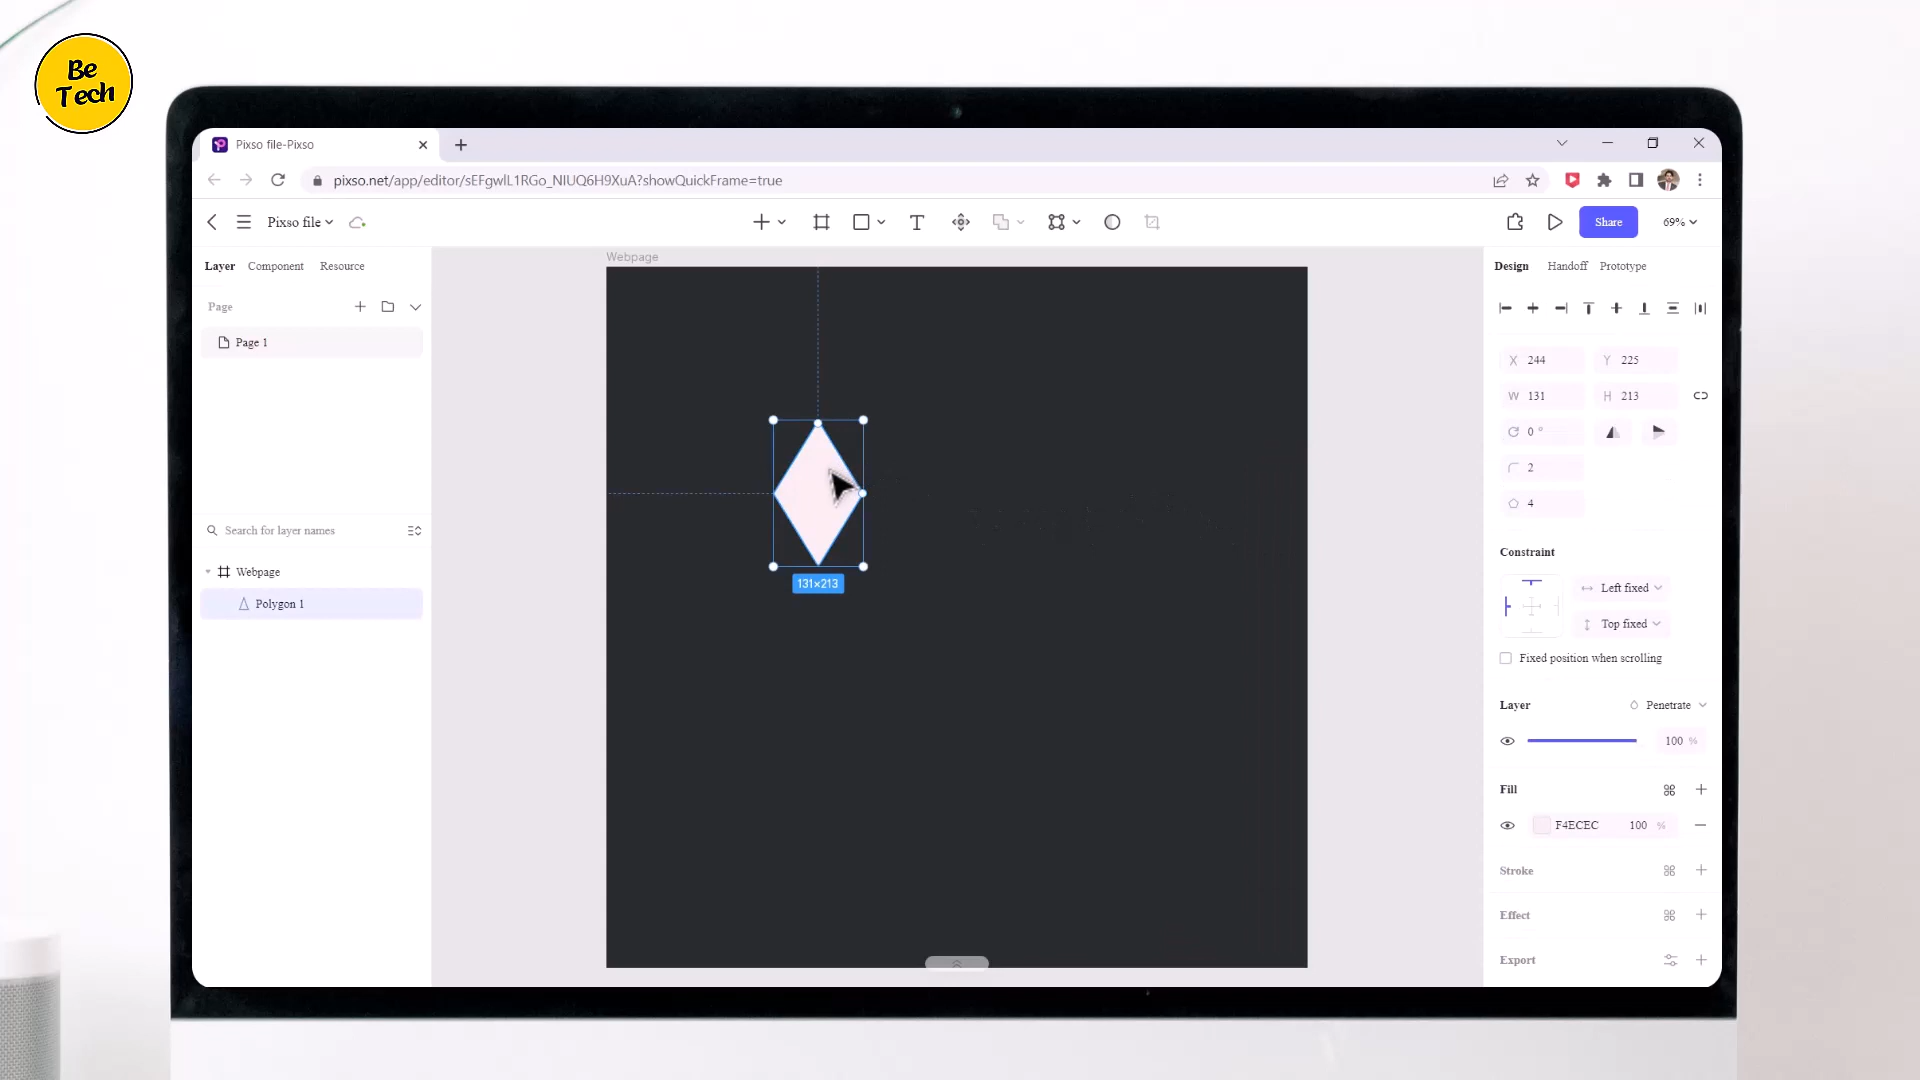 Be
Tech
Pixso file-Pixso
pixso.net/app/editor/sEFgwlL1RGo_NIUQ6H9XuA?showQuickFrame=true
Pixso file
Share
69%
Layer
Component
Resource
Page
Page 1
Search for layer names
Webpage
Polygon 1
Webpage
131×213
Design
Handoff
Prototype
X 244
Y 225
W 131
H 213
0 °
2
4
Constraint
Left fixed
Top fixed
Fixed position when scrolling
Layer
Penetrate
100 %
Fill
F4ECEC 100 %
Stroke
Effect
Export